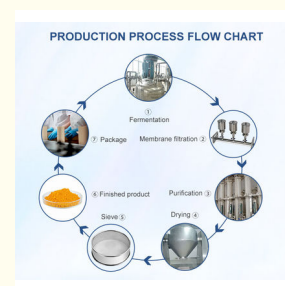 PRODUCTION PROCESS FLOW CHART
①
Fermentation
Membrane filtration ②
Purification ③
Drying ④
Sieve ⑤
⑥ Finished product
⑦ Package